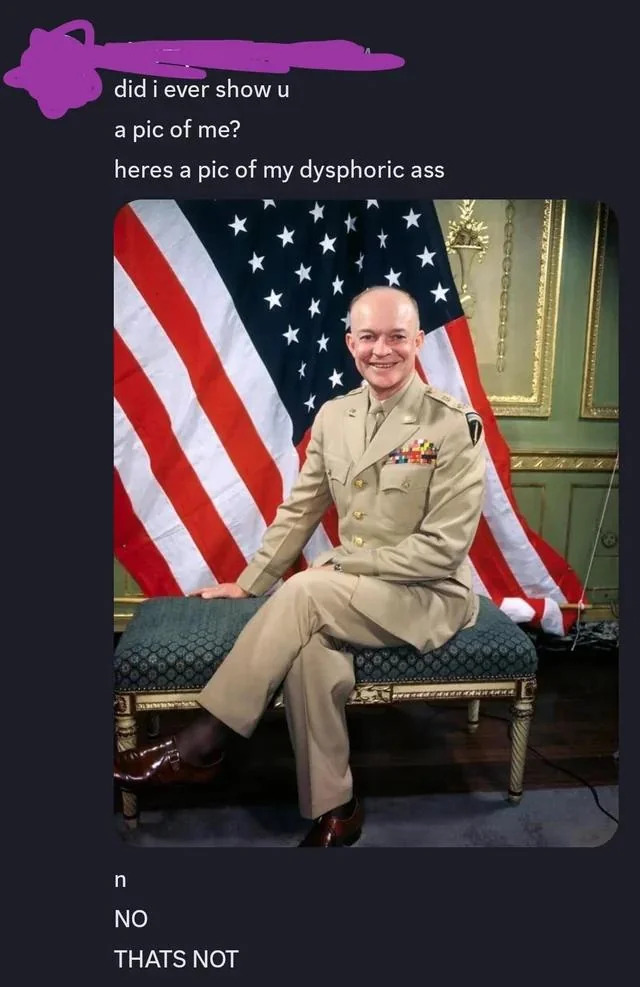 did i ever show u
a pic of me?
heres a pic of my dysphoric ass
n
NO
THATS NOT